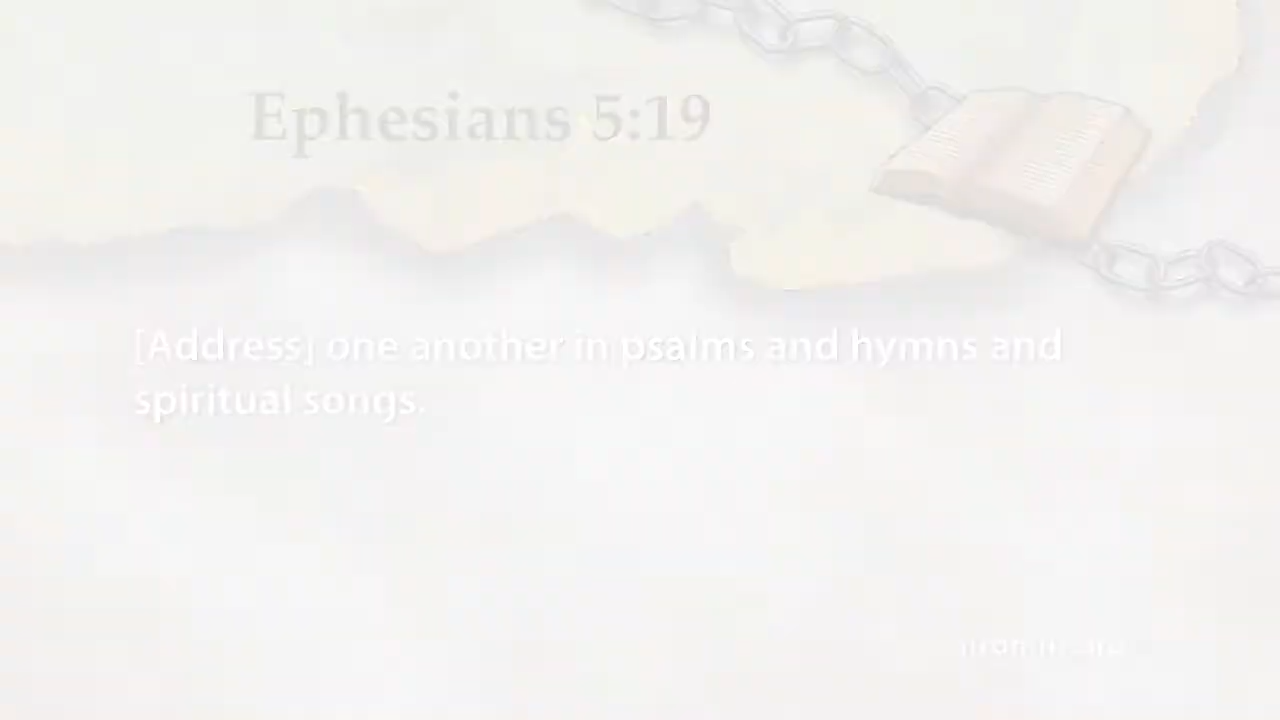 Ephesians 5:19
[Address] one another in psalms and hymns and
spiritual songs.